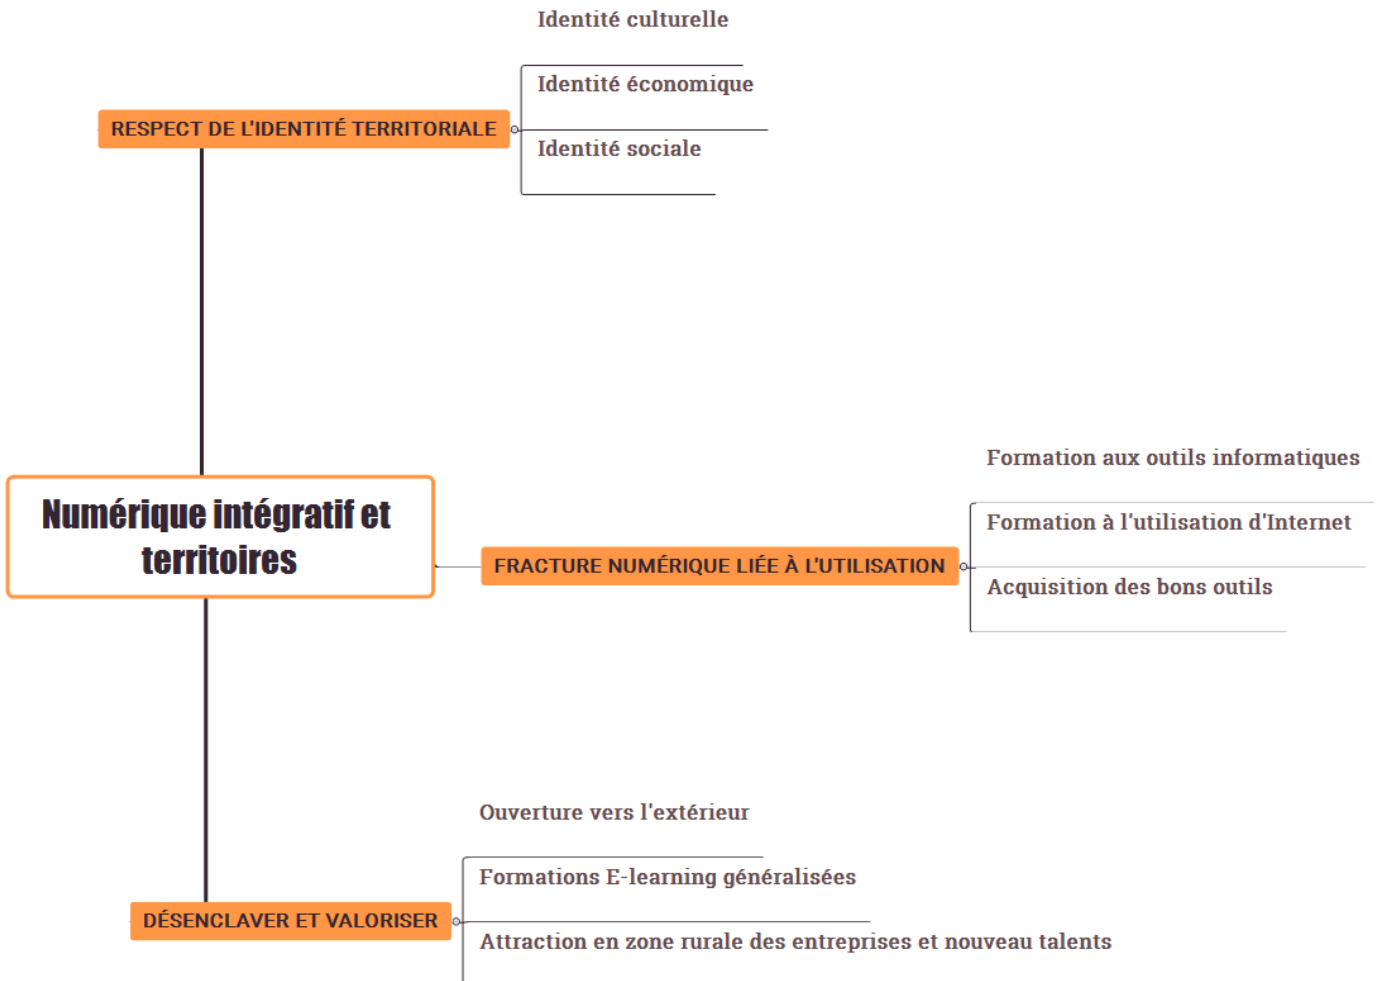 Identité culturelle
Identité économique
RESPECT DE L'IDENTITÉ TERRITORIALE
Identité sociale
Formation aux outils informatiques
Numérique intégratif et
territoires
Formation à l'utilisation d'Internet
FRACTURE NUMÉRIQUE LIÉE À L'UTILISATION
Acquisition des bons outils
Ouverture vers l'extérieur
Formations E-learning généralisées
DÉSENCLAVER ET VALORISER
Attraction en zone rurale des entreprises et nouveau talents